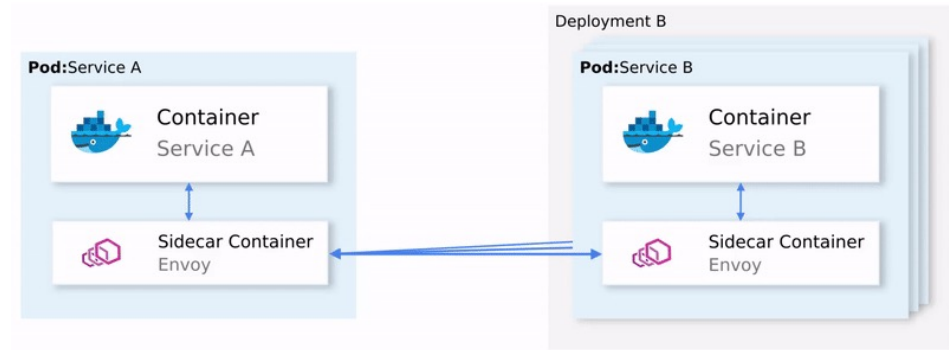 Deployment B
Pod:Service A
Container
Service A
Sidecar Container
Envoy
Pod:Service B
Container
Service B
Sidecar Container
Envoy